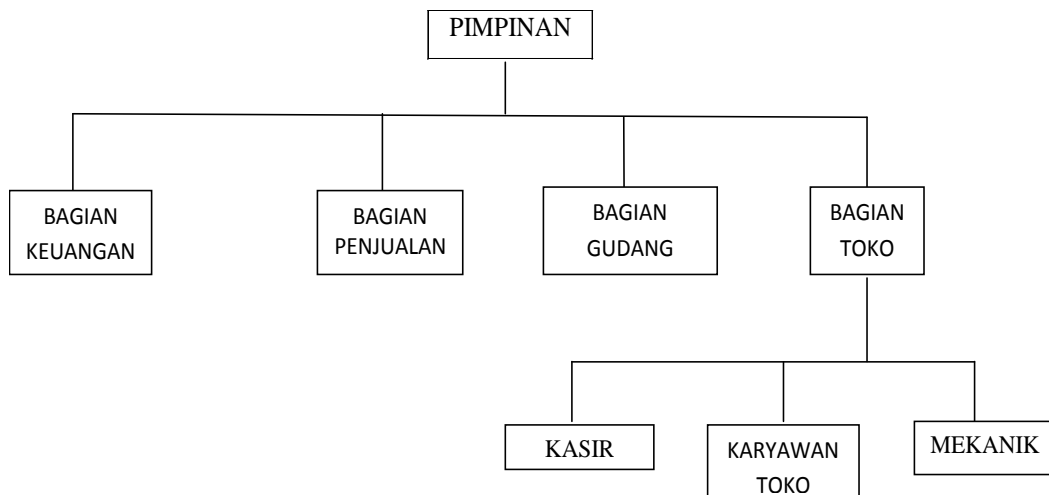 PIMPINAN
BAGIAN
KEUANGAN
BAGIAN
PENJUALAN
BAGIAN
GUDANG
BAGIAN
TOKO
KASIR
KARYAWAN
TOKO
MEKANIK